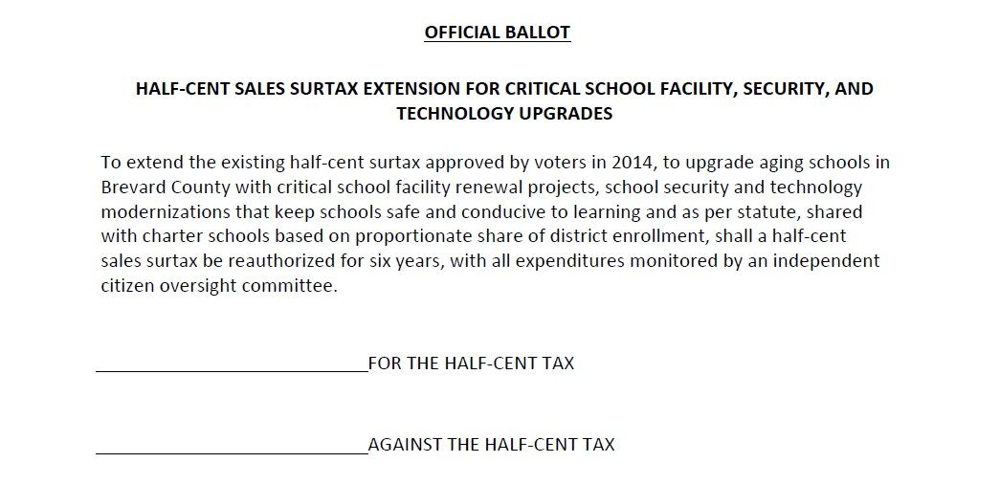 OFFICIAL BALLOT
HALF-CENT SALES SURTAX EXTENSION FOR CRITICAL SCHOOL FACILITY, SECURITY, AND
TECHNOLOGY UPGRADES
To extend the existing half-cent surtax approved by voters in 2014, to upgrade aging schools in
Brevard County with critical school facility renewal projects, school security and technology
modernizations that keep schools safe and conducive to learning and as per statute, shared
with charter schools based on proportionate share of district enrollment, shall a half-cent
sales surtax be reauthorized for six years, with all expenditures monitored by an independent
citizen oversight committee.
______________________________FOR THE HALF-CENT TAX
______________________________AGAINST THE HALF-CENT TAX